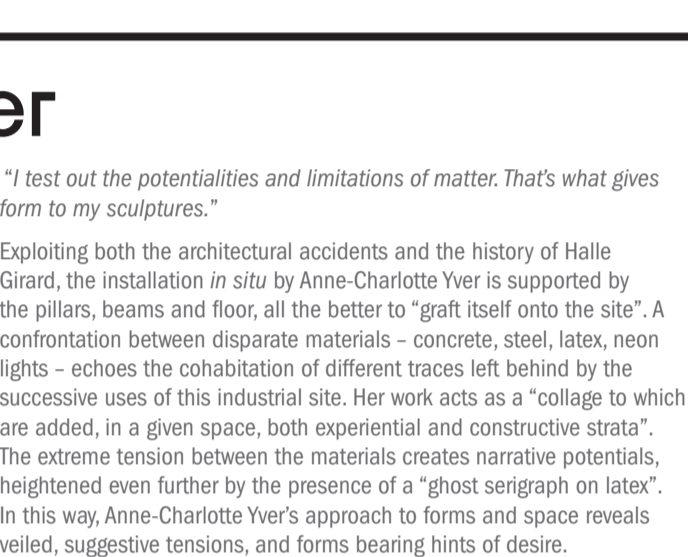 er
“I test out the potentialities and limitations of matter. That’s what gives
form to my sculptures.”
Exploiting both the architectural accidents and the history of Halle
Girard, the installation in situ by Anne-Charlotte Yver is supported by
the pillars, beams and floor, all the better to “graft itself onto the site”. A
confrontation between disparate materials – concrete, steel, latex, neon
lights – echoes the cohabitation of different traces left behind by the
successive uses of this industrial site. Her work acts as a “collage to which
are added, in a given space, both experiential and constructive strata”.
The extreme tension between the materials creates narrative potentials,
heightened even further by the presence of a “ghost serigraph on latex”.
In this way, Anne-Charlotte Yver’s approach to forms and space reveals
veiled, suggestive tensions, and forms bearing hints of desire.